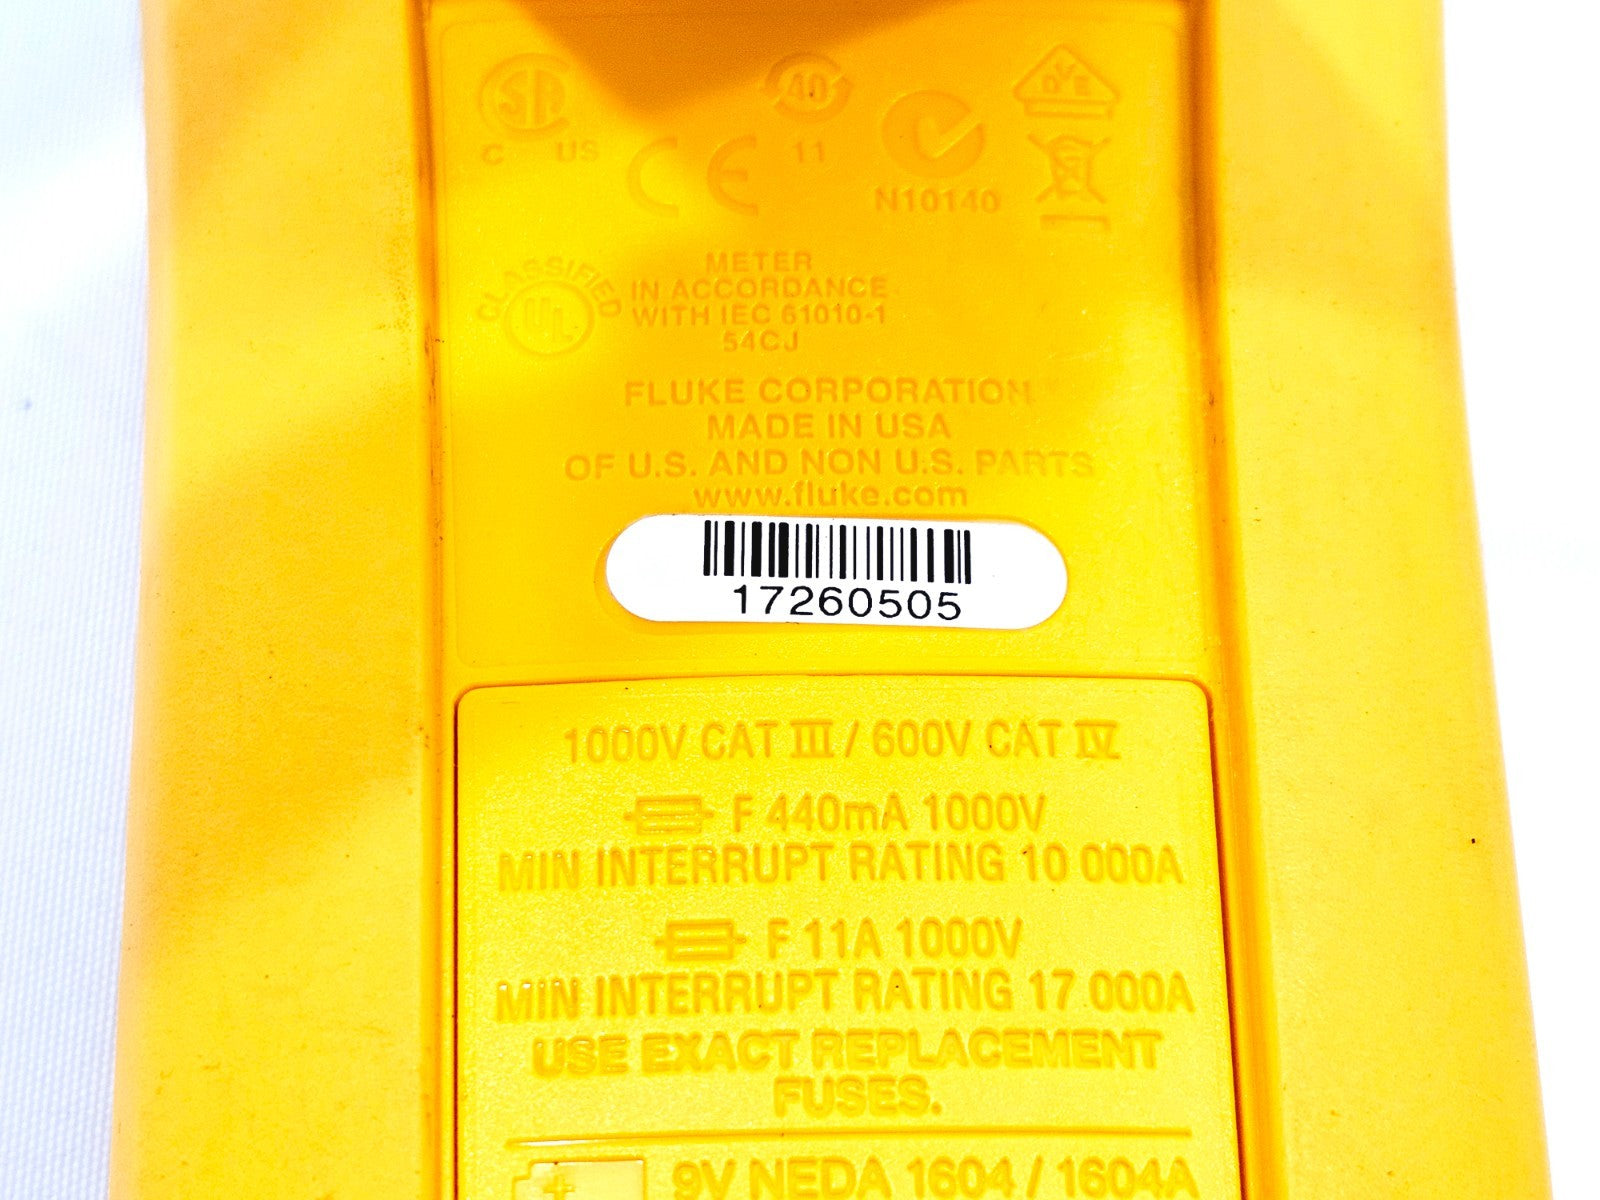 SA
C US
40
11
CE
N10140
VDE
CLASSIFIED
UL
METER
IN ACCORDANCE
WITH IEC 61010-1
54CJ
FLUKE CORPORATION
MADE IN USA
OF U.S. AND NON U.S. PARTS
www.fluke.com
17260505
1000V CAT III / 600V CAT IV
F 440mA 1000V
MIN INTERRUPT RATING 10 000A
F 11A 1000V
MIN INTERRUPT RATING 17 000A
USE EXACT REPLACEMENT
FUSES.
9V NEDA 1604 / 1604A